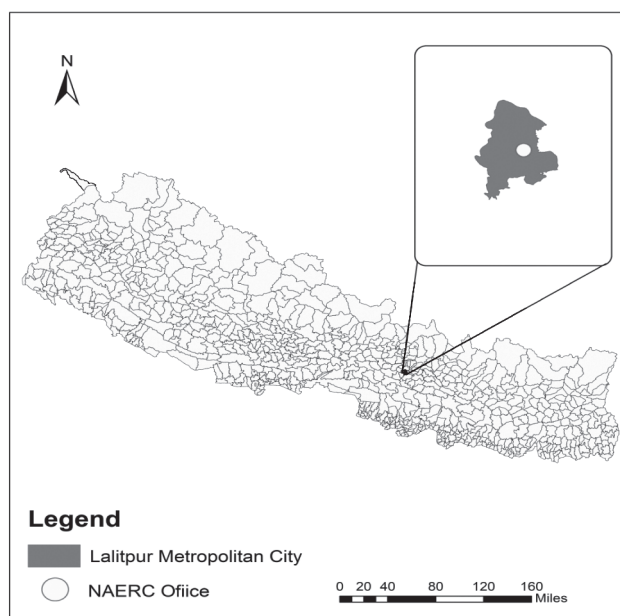 N
Legend
Lalitpur Metropolitan City
NAERC Ofiice
0 20 40 80 120 160
Miles